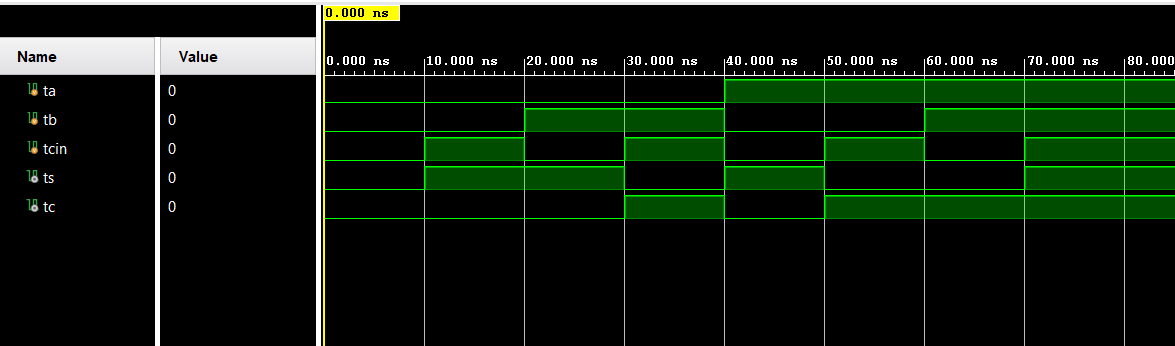 0.000 ns
Name Value
0.000 ns 10.000 ns 20.000 ns 30.000 ns 40.000 ns 50.000 ns 60.000 ns 70.000 ns 80.000
ta 0
tb 0
tcin 0
ts 0
tc 0